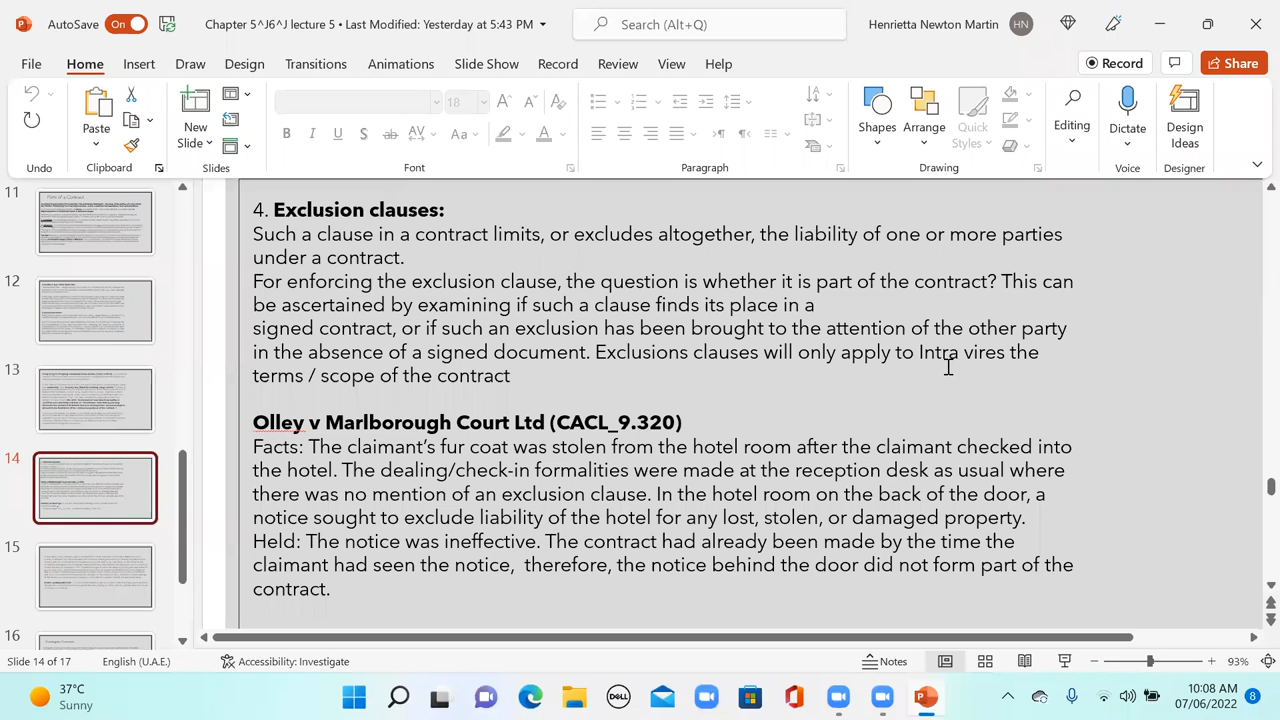 AutoSave On Chapter 5^J6^J lecture 5 • Last Modified: Yesterday at 5:43 PM Search (Alt+Q) Henrietta Newton Martin HN
File Home Insert Draw Design Transitions Animations Slide Show Record Review View Help Record Share
18
Paste New Slide Aa Shapes Arrange Quick Styles Editing Dictate Design Ideas
Undo Clipboard Slides Font Paragraph Drawing Voice Designer
11
12
13
14
15
16
4. Exclusion clauses:
Such a clause in a contract limits, or excludes altogether, the liability of one or more parties
under a contract.
For enforcing the exclusion clause, the question is whether it is part of the contract? This can
be ascertained by examining if such a clause finds its place in a
signed contract, or if such an exclusion has been brought to the attention of the other party
in the absence of a signed document. Exclusions clauses will only apply to Intra vires the
terms / scope of the contract
Olley v Marlborough Court Ltd (CACL_9.320)
Facts: The claimant's fur coat was stolen from the hotel room after the claimant checked into
the hotel. The dealing/check-in formalities were made at the reception desk as usual where
there was no mention of an exclusion clause. In the hotel room on the back of the door, a
notice sought to exclude liability of the hotel for any lost, stolen, or damaged property.
Held: The notice was ineffective. The contract had already been made by the time the
claimant had seen the notice, therefore, the notice behind the door did not form part of the
contract.
Slide 14 of 17 English (U.A.E.) Accessibility: Investigate Notes 93%
37°C
Sunny
DELL
10:08 AM
07/06/2022
8